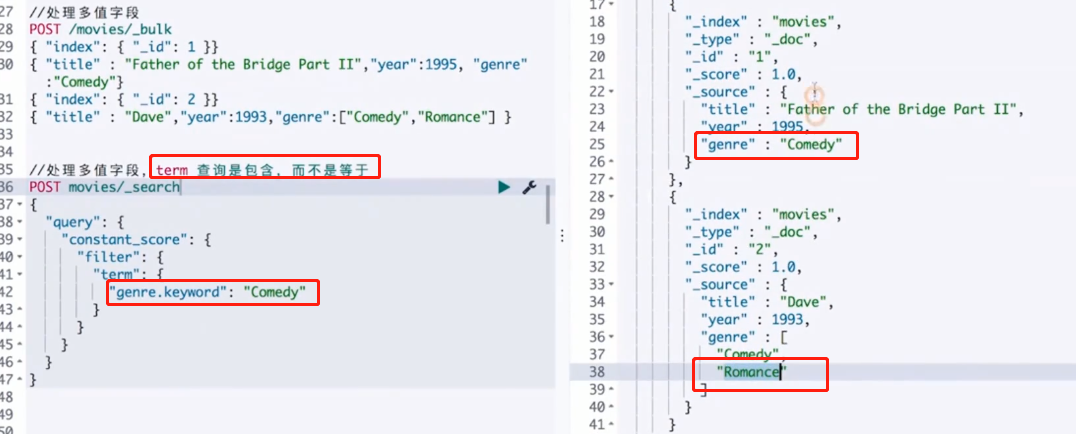 27 //处理多值字段
28 POST /movies/_bulk
29 { "index": { "_id": 1 }}
30 { "title" : "Father of the Bridge Part II","year":1995, "genre"
:"Comedy"}
31 { "index": { "_id": 2 }}
32 { "title" : "Dave","year":1993,"genre":["Comedy","Romance"] }
33
34
35 //处理多值字段，term 查询是包含，而不是等于
36 POST movies/_search
37 {
38 "query": {
39 "constant_score": {
40 "filter": {
41 "term": {
42 "genre.keyword": "Comedy"
43 }
44 }
45 }
46 }
47 }
48
49
50
17 {
18 "_index" : "movies",
19 "_type" : "_doc",
20 "_id" : "1",
21 "_score" : 1.0,
22 "_source" : {
23 "title" : "Father of the Bridge Part II",
24 "year" : 1995,
25 "genre" : "Comedy"
26 }
27 },
28 {
29 "_index" : "movies",
30 "_type" : "_doc",
31 "_id" : "2",
32 "_score" : 1.0,
33 "_source" : {
34 "title" : "Dave",
35 "year" : 1993,
36 "genre" : [
37 "Comedy",
38 "Romance"
39 ]
40 }
41 }